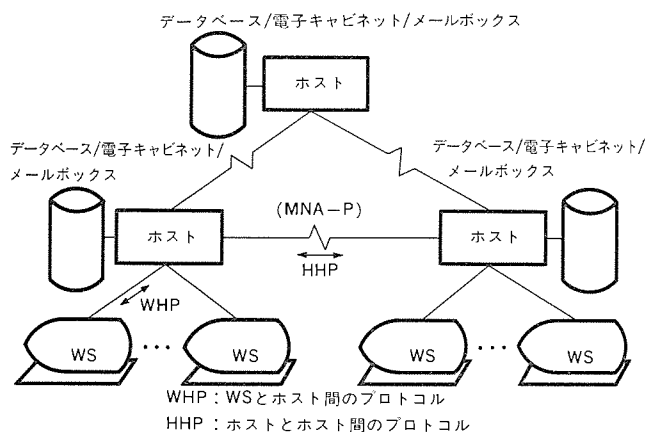 データベース/電子キャビネット/メールボックス
ホスト
データベース/電子キャビネット/
メールボックス
データベース/電子キャビネット/
メールボックス
ホスト
(MNA-P)
HHP
ホスト
WHP
WS
...
WS
WS
...
WS
WHP：WSとホスト間のプロトコル
HHP：ホストとホスト間のプロトコル